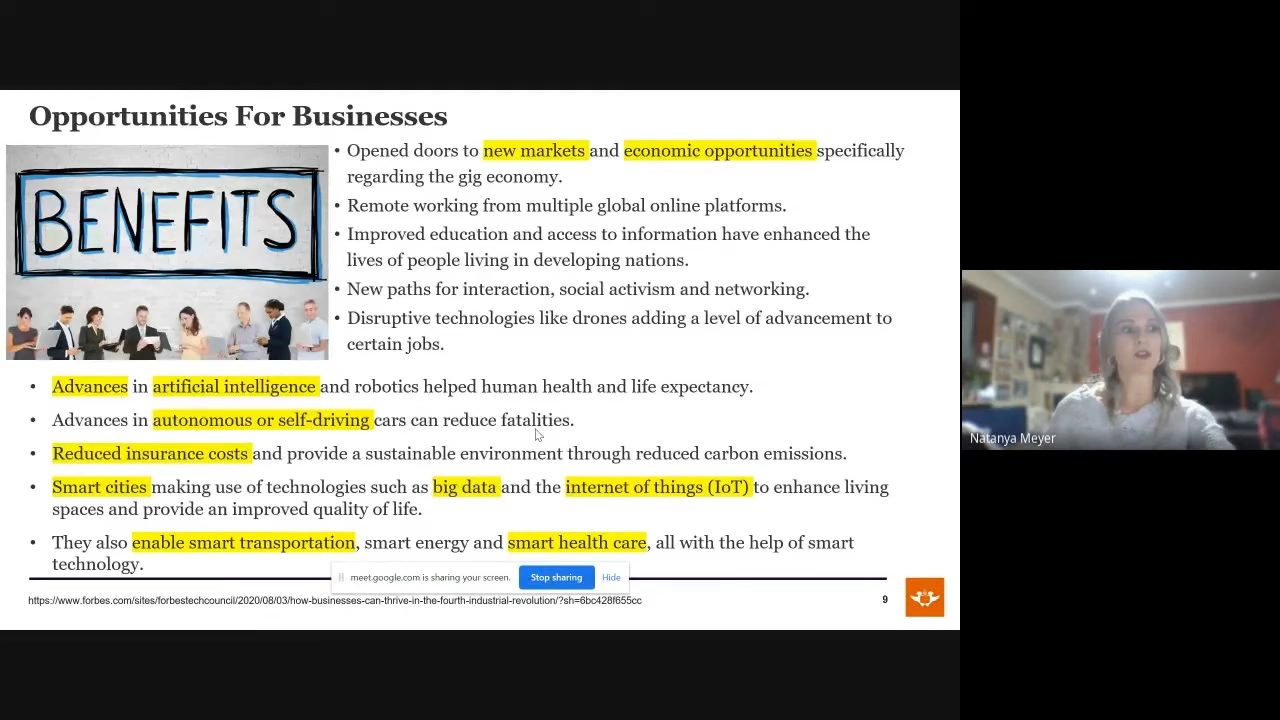 Opportunities For Businesses
BENEFITS
• Opened doors to new markets and economic opportunities specifically
regarding the gig economy.
• Remote working from multiple global online platforms.
• Improved education and access to information have enhanced the
lives of people living in developing nations.
• New paths for interaction, social activism and networking.
• Disruptive technologies like drones adding a level of advancement to
certain jobs.
• Advances in artificial intelligence and robotics helped human health and life expectancy.
• Advances in autonomous or self-driving cars can reduce fatalities.
• Reduced insurance costs and provide a sustainable environment through reduced carbon emissions.
• Smart cities making use of technologies such as big data and the internet of things (IoT) to enhance living
spaces and provide an improved quality of life.
• They also enable smart transportation, smart energy and smart health care, all with the help of smart
technology.
meet.google.com is sharing your screen. Stop sharing Hide
https://www.forbes.com/sites/forbestechcouncil/2020/08/03/how-businesses-can-thrive-in-the-fourth-industrial-revolution/?sh=6bc428f655cc
9
Natanya Meyer